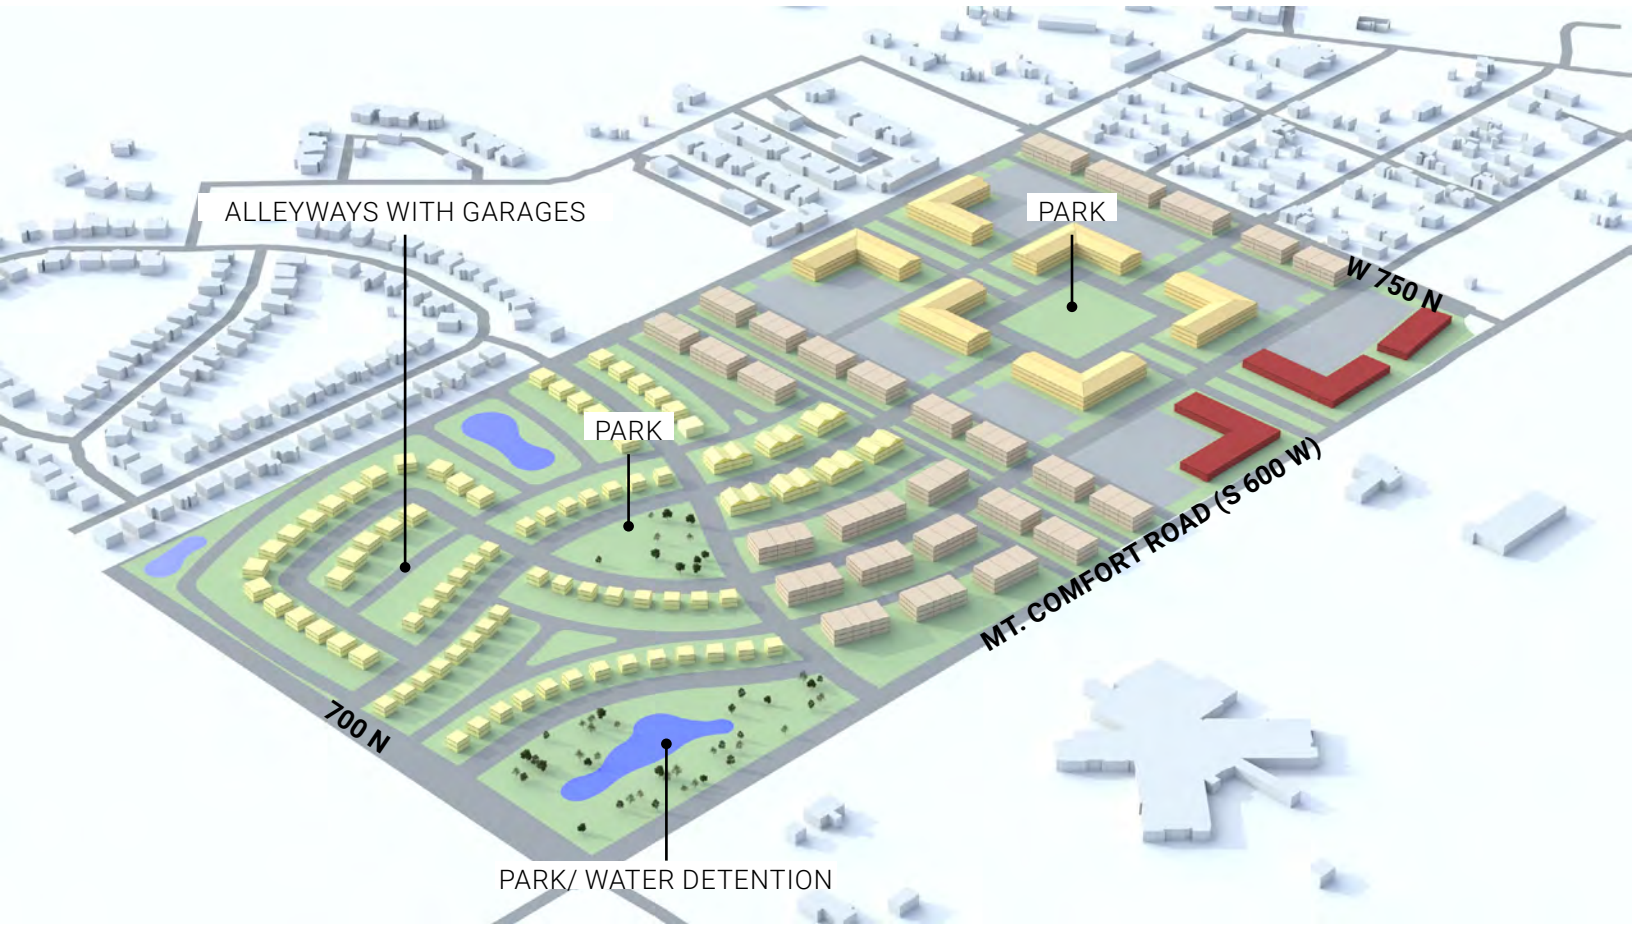 ALLEYWAYS WITH GARAGES
PARK
W 750 N
PARK
MT. COMFORT ROAD (S 600 W)
700 N
PARK/ WATER DETENTION